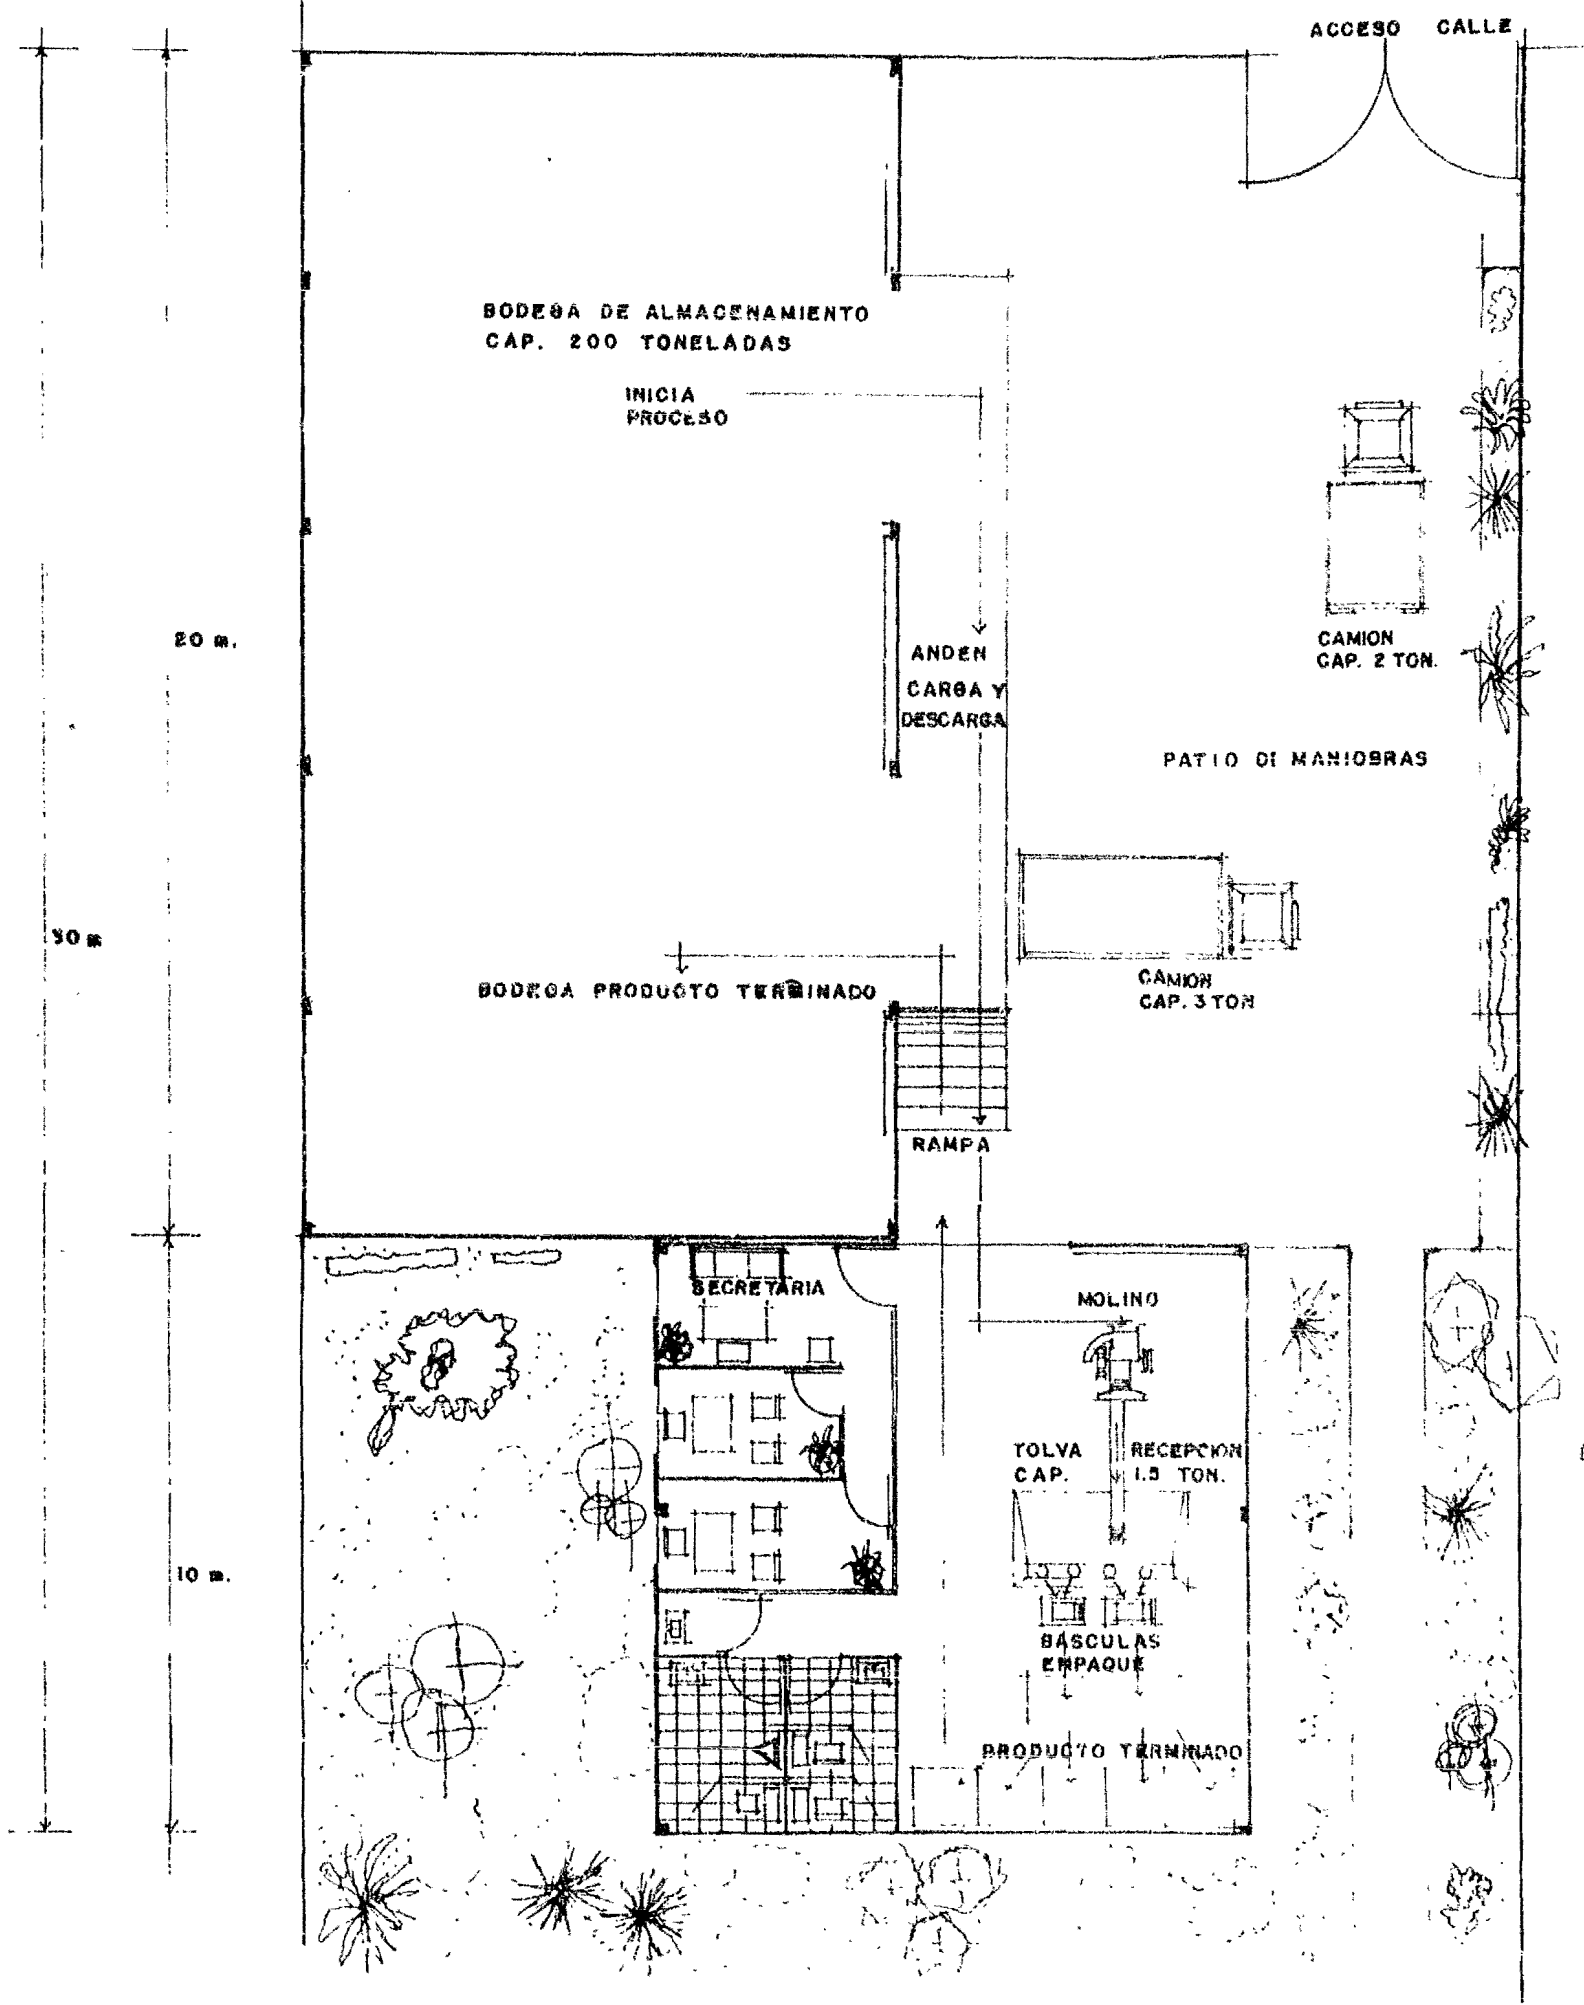 ACCESO CALLE
BODEGA DE ALMACENAMIENTO
CAP. 200 TONELADAS
INICIA
PROCESO
20 m.
ANDEN
CARGA Y
DESCARGA
CAMION
CAP. 2 TON.
PATIO DE MANIOBRAS
30 m
BODEGA PRODUCTO TERMINADO
CAMION
CAP. 3 TON
RAMPA
SECRETARIA
MOLINO
TOLVA RECEPCION
CAP. 1.5 TON.
10 m.
BASCULAS
EMPAQUE
PRODUCTO TERMINADO